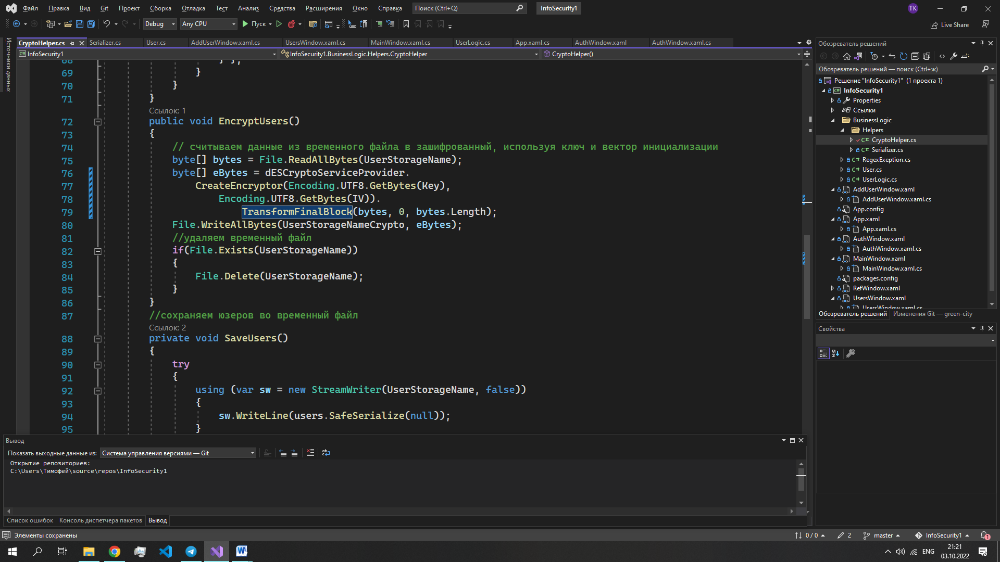 Файл Правка Вид Git Проект Сборка Отладка Тест Анализ Средства Расширения Окно Справка Поиск (Ctrl+Q) InfoSecurity1 TK
Debug Any CPU Пуск Live Share
Источники данных
CryptoHelper.cs Serializer.cs User.cs AddUserWindow.xaml.cs UsersWindow.xaml.cs MainWindow.xaml.cs UserLogic.cs App.xaml.cs AuthWindow.xaml AuthWindow.xaml.cs
InfoSecurity1 InfoSecurity1.BusinessLogic.Helpers.CryptoHelper CryptoHelper()
68 } };
69 }
70 }
71 }
Ссылок: 1
72 public void EncryptUsers()
73 {
74 // считываем данные из временного файла в зашифрованный, используя ключ и вектор инициализации
75 byte[] bytes = File.ReadAllBytes(UserStorageName);
76 byte[] eBytes = dESCryptoServiceProvider.
77 CreateEncryptor(Encoding.UTF8.GetBytes(Key),
78 Encoding.UTF8.GetBytes(IV)).
79 TransformFinalBlock(bytes, 0, bytes.Length);
80 File.WriteAllBytes(UserStorageNameCrypto, eBytes);
81 //удаляем временный файл
82 if(File.Exists(UserStorageName))
83 {
84 File.Delete(UserStorageName);
85 }
86 }
87 //сохраняем юзеров во временный файл
Ссылок: 2
88 private void SaveUsers()
89 {
90 try
91 {
92 using (var sw = new StreamWriter(UserStorageName, false))
93 {
94 sw.WriteLine(users.SafeSerialize(null));
95 }
Обозреватель решений
Обозреватель решений — поиск (Ctrl+ж)
Решение "InfoSecurity1" (1 проекта 1)
InfoSecurity1
Properties
Ссылки
BusinessLogic
Helpers
C# CryptoHelper.cs
C# Serializer.cs
C# RegexExeption.cs
C# User.cs
C# UserLogic.cs
AddUserWindow.xaml
AddUserWindow.xaml.cs
App.config
App.xaml
App.xaml.cs
AuthWindow.xaml
AuthWindow.xaml.cs
MainWindow.xaml
MainWindow.xaml.cs
packages.config
RefWindow.xaml
UsersWindow.xaml
UsersWindow.xaml.cs
Обозреватель решений Изменения Git — green-city
Свойства
Вывод
Показать выходные данные из: Система управления версиями — Git
Открытие репозиториев:
C:\Users\Тимофей\source\repos\InfoSecurity1
Список ошибок Консоль диспетчера пакетов Вывод
Элементы сохранены 0 / 0 2 master InfoSecurity1 1
ENG 21:21
03.10.2022